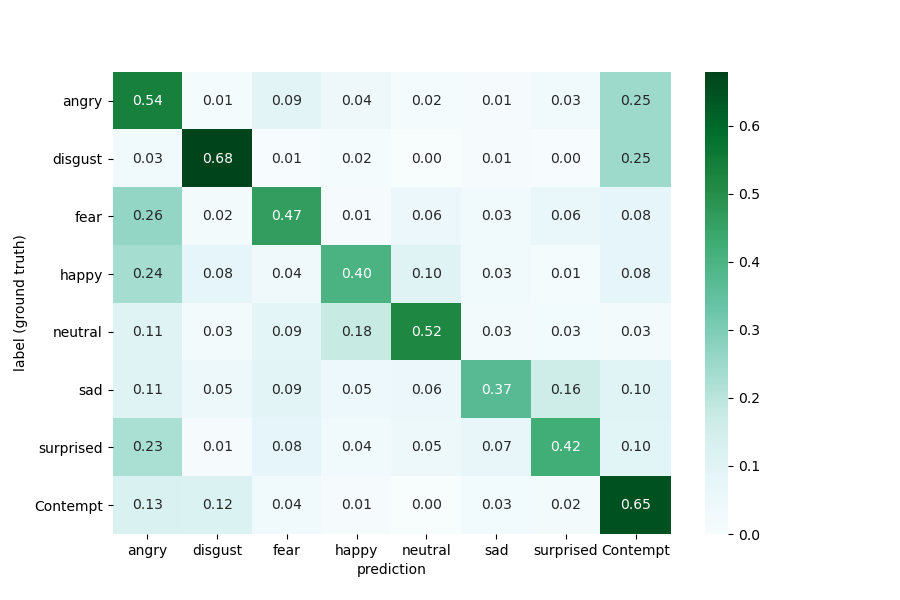 angry 0.54 0.01 0.09 0.04 0.02 0.01 0.03 0.25
disgust 0.03 0.68 0.01 0.02 0.00 0.01 0.00 0.25
fear 0.26 0.02 0.47 0.01 0.06 0.03 0.06 0.08
happy 0.24 0.08 0.04 0.40 0.10 0.03 0.01 0.08
neutral 0.11 0.03 0.09 0.18 0.52 0.03 0.03 0.03
sad 0.11 0.05 0.09 0.05 0.06 0.37 0.16 0.10
surprised 0.23 0.01 0.08 0.04 0.05 0.07 0.42 0.10
Contempt 0.13 0.12 0.04 0.01 0.00 0.03 0.02 0.65
angry disgust fear happy neutral sad surprised Contempt
prediction
label (ground truth)
0.6
0.5
0.4
0.3
0.2
0.1
0.0